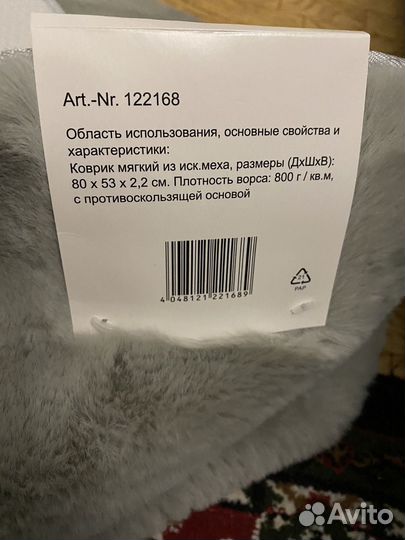 Art.-Nr. 122168
Область использования, основные свойства и
характеристики:
Коврик мягкий из иск.меха, размеры (ДхШхВ):
80 x 53 x 2,2 см. Плотность ворса: 800 г / кв.м,
с противоскользящей основой
4 048121 221689
21
PAP
Avito